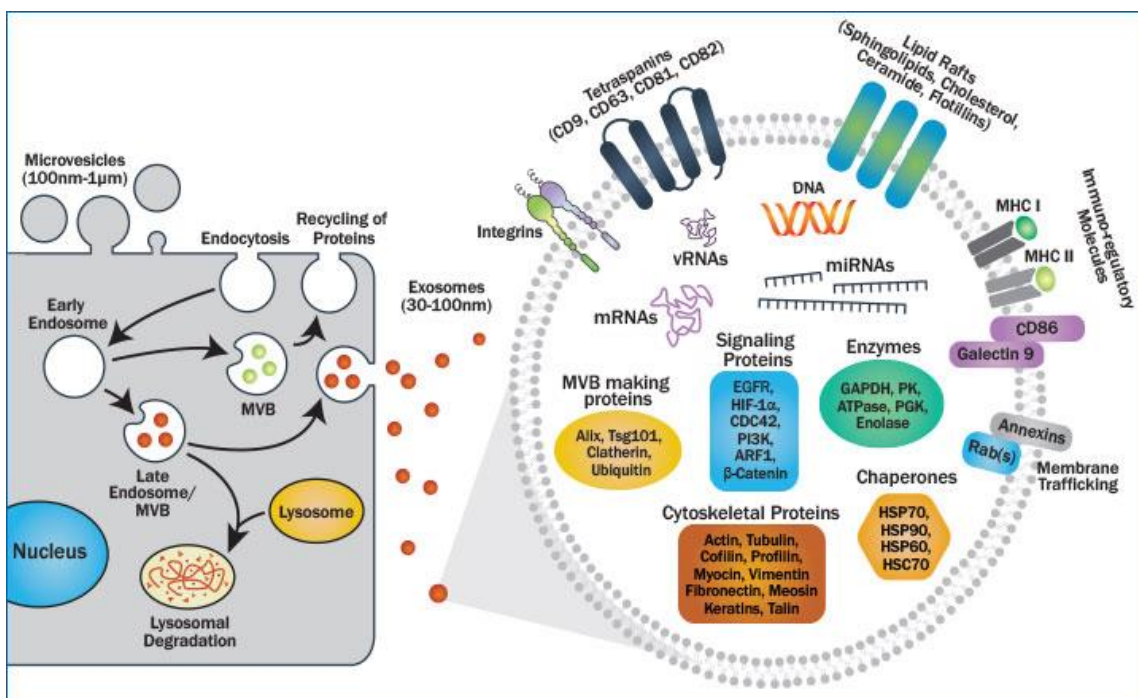 Microvesicles
(100nm-1µm)
Endocytosis
Recycling of
Proteins
Early
Endosome
MVB
Late
Endosome/
MVB
Lysosome
Nucleus
Lysosomal
Degradation
Exosomes
(30-100nm)
Tetraspanins
(CD9, CD63, CD81, CD82)
Lipid Rafts
(Sphingolipids, Cholesterol,
Ceramide, Flotillins)
Integrins
DNA
vRNAs
mRNAs
miRNAs
MHC I
MHC II
Immuno-regulatory
Molecules
CD86
Galectin 9
MVB making
proteins
Alix, Tsg101,
Clatherin,
Ubiquitin
Signaling
Proteins
EGFR,
HIF-1α,
CDC42,
PI3K,
ARF1,
β-Catenin
Enzymes
GAPDH, PK,
ATPase, PGK,
Enolase
Annexins
Rab(s)
Membrane
Trafficking
Chaperones
HSP70,
HSP90,
HSP60,
HSC70
Cytoskeletal Proteins
Actin, Tubulin,
Cofilin, Profilin,
Myocin, Vimentin
Fibronectin, Meosin
Keratins, Talin